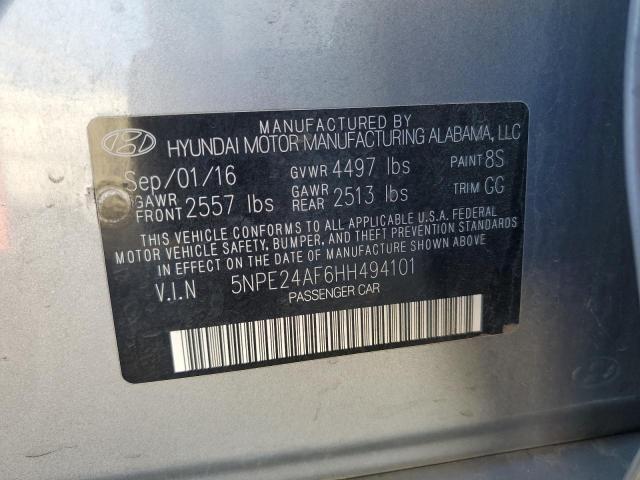 MANUFACTURED BY
HYUNDAI MOTOR MANUFACTURING ALABAMA, LLC
Sep/01/16 GVWR 4497 lbs PAINT 8S
GAWR FRONT 2557 lbs GAWR REAR 2513 lbs TRIM GG
THIS VEHICLE CONFORMS TO ALL APPLICABLE U.S.A. FEDERAL
MOTOR VEHICLE SAFETY, BUMPER, AND THEFT PREVENTION STANDARDS
IN EFFECT ON THE DATE OF MANUFACTURE SHOWN ABOVE.
V.I.N 5NPE24AF6HH494101
PASSENGER CAR